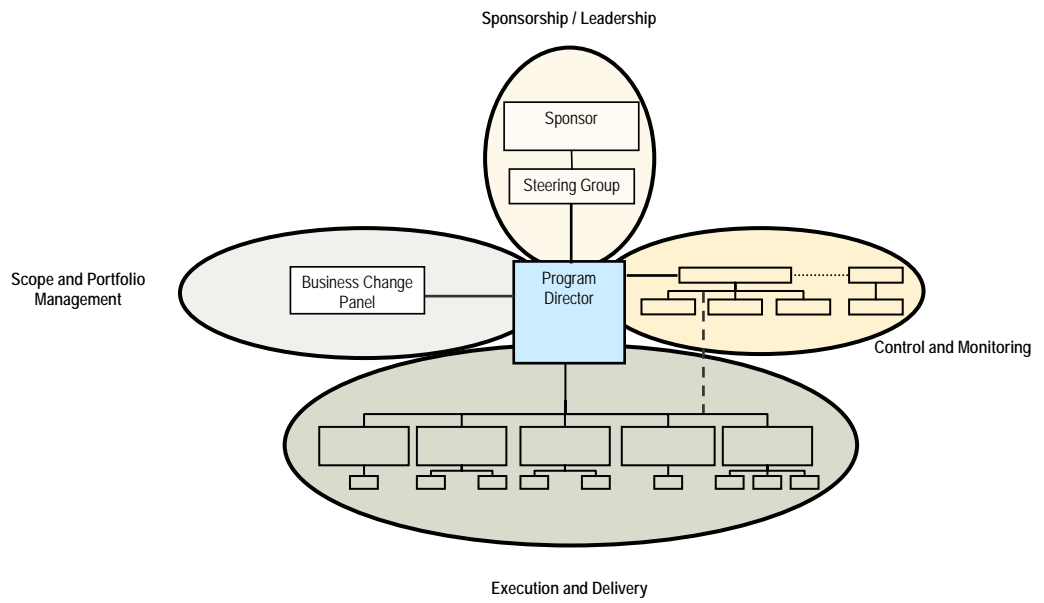 Sponsorship / Leadership
Sponsor
Steering Group
Scope and Portfolio
Management
Business Change
Panel
Program
Director
Control and Monitoring
Execution and Delivery